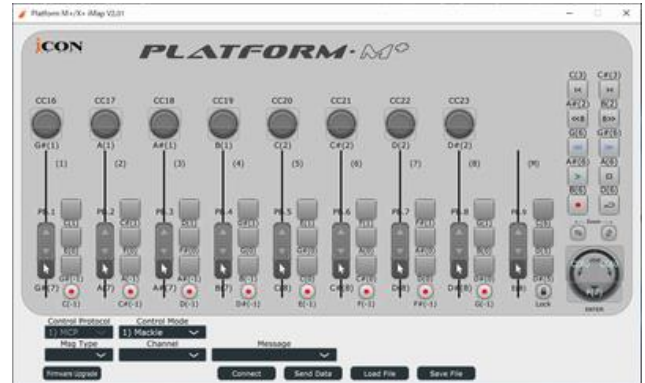 Platform M+/X+ iMap V2.01
iCON
PLATFORM·M+
CC16 CC17 CC18 CC19 CC20 CC21 CC22 CC23
C(3) C#(3)
A#(2) B(2)
G(6) G#(6)
A#(6) A(6)
B(6) D(6)
G#(1) A(1) A#(1) B(1) C(2) C#(2) D(2) D#(2)
(1) (2) (3) (4) (5) (6) (7) (8) (M)
PB.1 PB.2 PB.3 PB.4 PB.5 PB.6 PB.7 PB.8 PB.9
Zoom
G#(7) A(7) A#(7) B(7) C(8) C#(8) D(8) D#(8) E(8)
C(-1) C#(-1) D(-1) D#(-1) E(-1) F(-1) F#(-1) G(-1) Lock
ENTER
Control Protocol Control Mode
1) MCP 1) Mackie
Msg Type Channel Message
Firmware Upgrade Connect Send Data Load File Save File